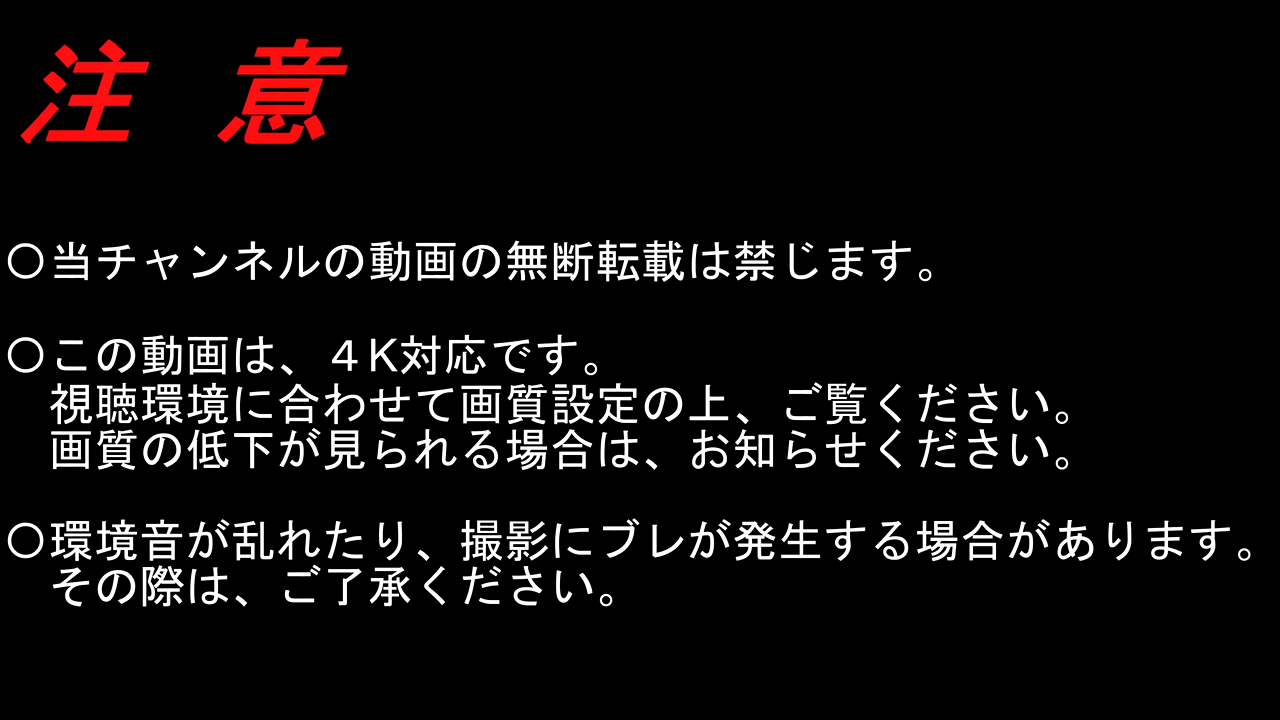 注　意
〇当チャンネルの動画の無断転載は禁じます。
〇この動画は、４Ｋ対応です。
視聴環境に合わせて画質設定の上、ご覧ください。
画質の低下が見られる場合は、お知らせください。
〇環境音が乱れたり、撮影にブレが発生する場合があります。
その際は、ご了承ください。